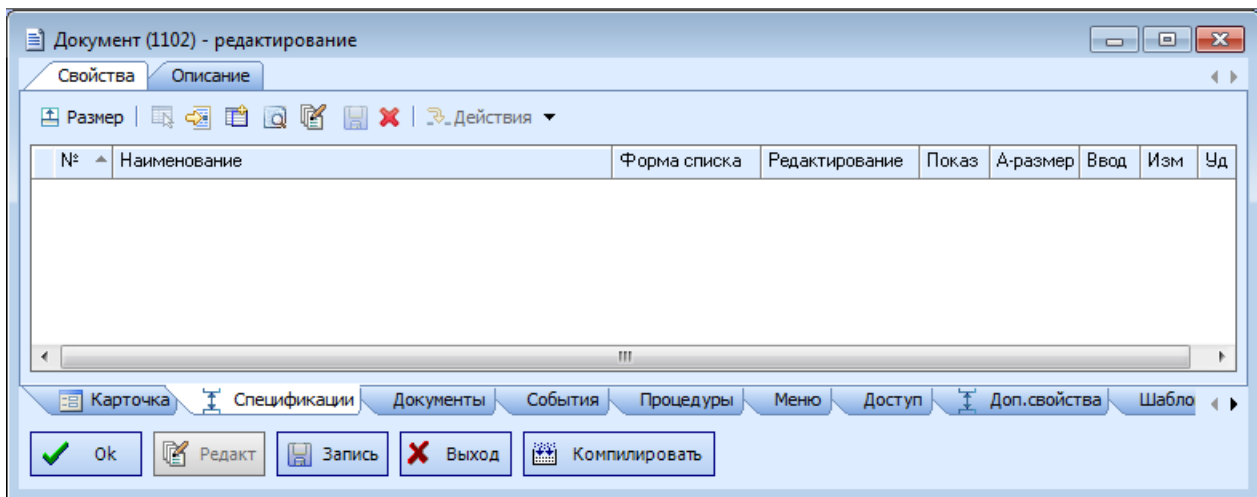 Документ (1102) - редактирование
Свойства Описание
Размер Действия
№ Наименование Форма списка Редактирование Показ А-размер Ввод Изм Уд
Карточка Спецификации Документы События Процедуры Меню Доступ Доп.свойства Шабло
Ok Редакт Запись Выход Компилировать